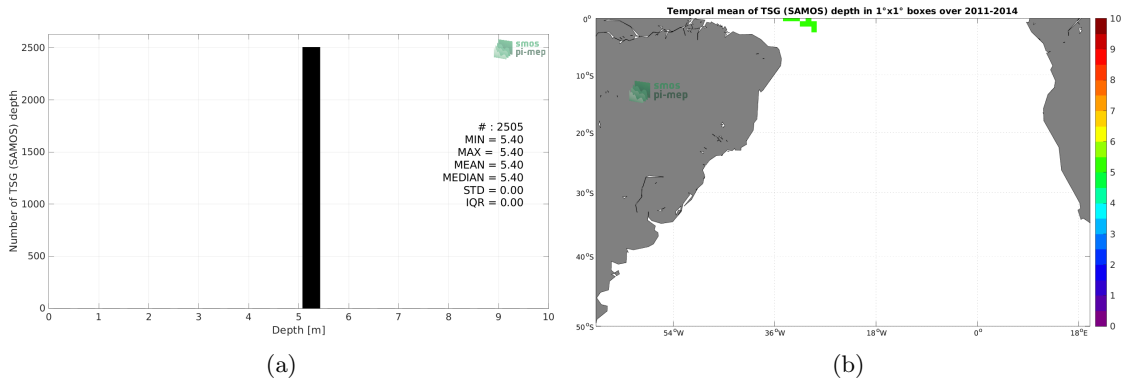 smos
pi-mep
2500
2000
1500
1000
500
0
Number of TSG (SAMOS) depth
# : 2505
MIN = 5.40
MAX = 5.40
MEAN = 5.40
MEDIAN = 5.40
STD = 0.00
IQR = 0.00
0 1 2 3 4 5 6 7 8 9 10
Depth [m]
(a)
Temporal mean of TSG (SAMOS) depth in 1°x1° boxes over 2011-2014
0°
10°S
20°S
30°S
40°S
50°S
smos
pi-mep
54°W 36°W 18°W 0° 18°E
10
9
8
7
6
5
4
3
2
1
0
(b)